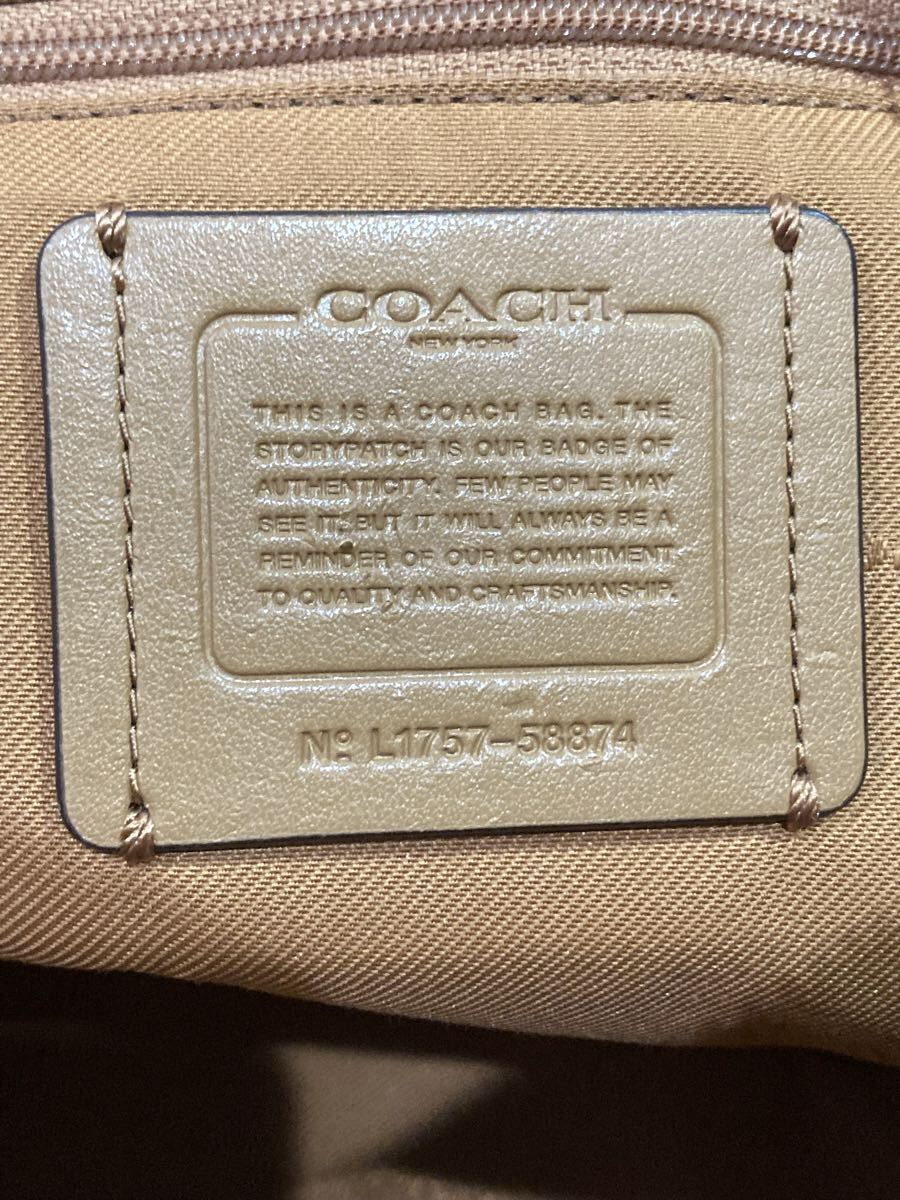 COACH
NEW YORK
THIS IS A COACH BAG. THE
STORYPATCH IS OUR BADGE OF
AUTHENTICITY. FEW PEOPLE MAY
SEE IT. BUT IT WILL ALWAYS BE A
REMINDER OF OUR COMMITMENT
TO QUALITY AND CRAFTSMANSHIP.
Nº L1757-58874